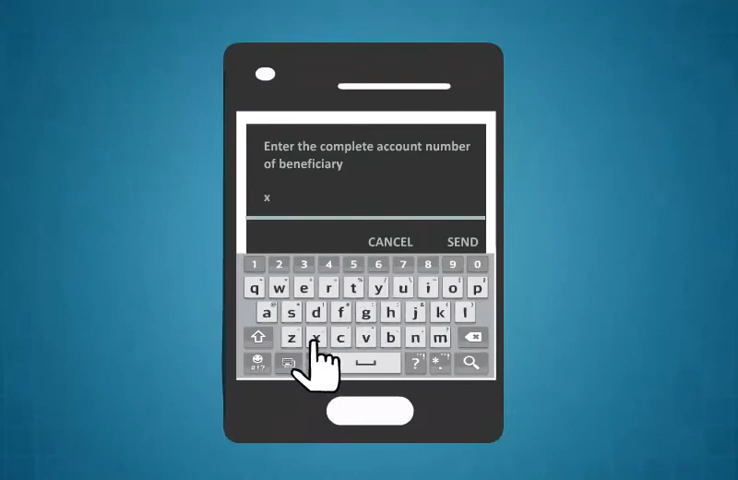 Enter the complete account number
of beneficiary
x
CANCEL SEND
1 2 3 4 5 6 7 8 9 0
q w e r t y u i o p
a s d f g h j k l
z x c v b n m
#!? ?